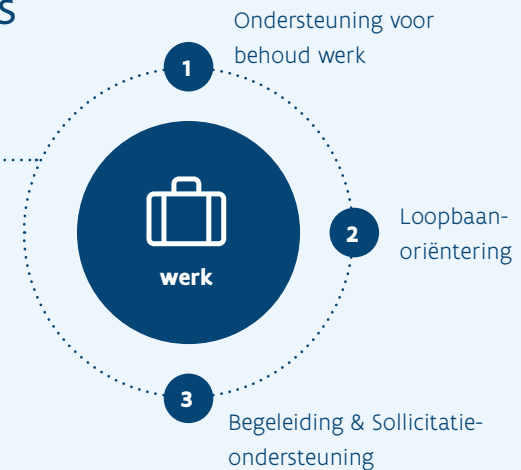 s
Ondersteuning voor
behoud werk
1
Loopbaan-
oriëntering
2
werk
3
Begeleiding & Sollicitatie-
ondersteuning